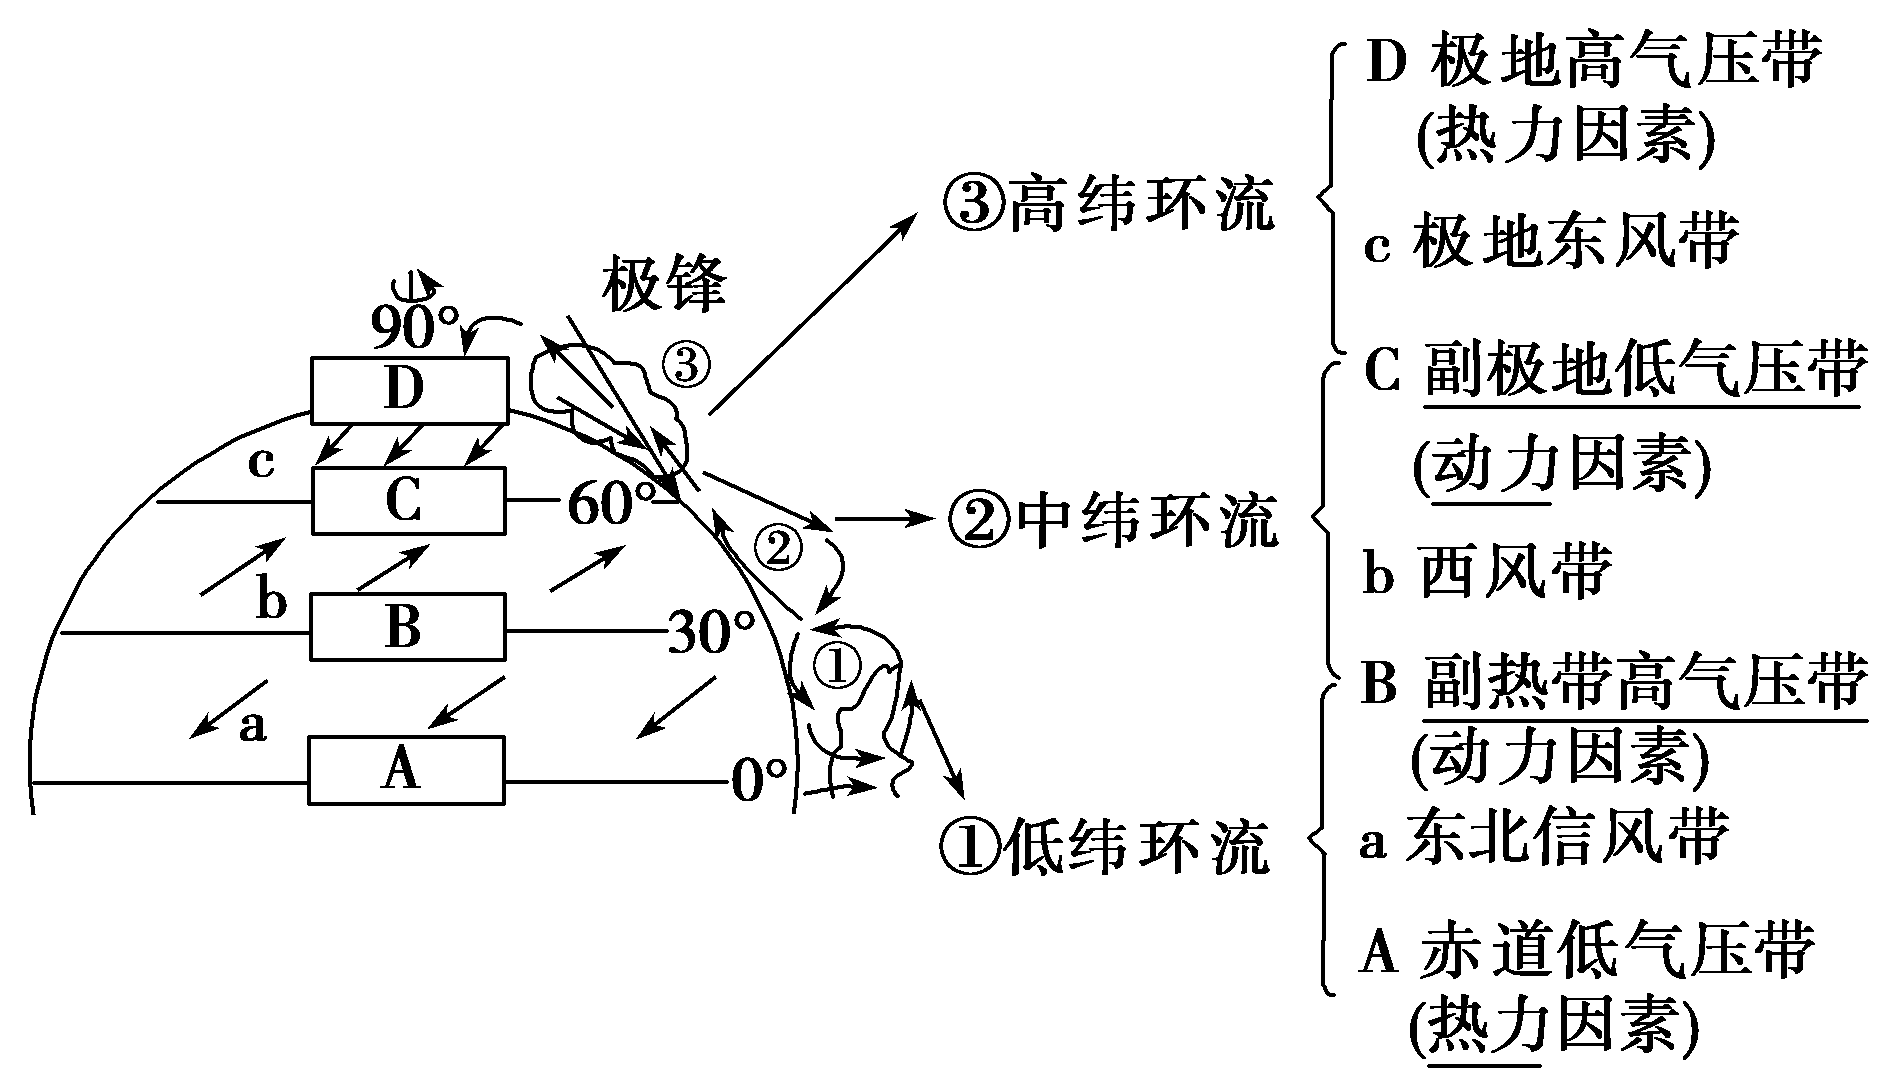 极锋
90°
D
③
c
C
60°
②
b
B
30°
①
a
A
0°
③高纬环流
②中纬环流
①低纬环流
D 极地高气压带
(热力因素)
c 极地东风带
C 副极地低气压带
(动力因素)
b 西风带
B 副热带高气压带
(动力因素)
a 东北信风带
A 赤道低气压带
(热力因素)